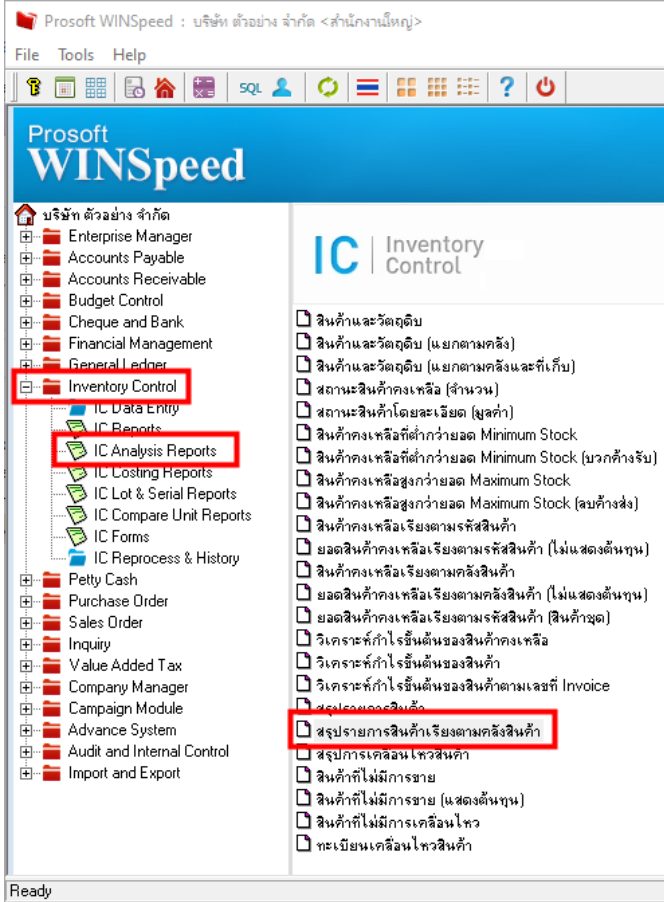 Prosoft WINSpeed : บริษัท ตัวอย่าง จำกัด <สำนักงานใหญ่>
File Tools Help
SQL
?
Prosoft
WINSpeed
บริษัท ตัวอย่าง จำกัด
Enterprise Manager
Accounts Payable
Accounts Receivable
Budget Control
Cheque and Bank
Financial Management
General Ledger
Inventory Control
IC Data Entry
IC Reports
IC Analysis Reports
IC Costing Reports
IC Lot & Serial Reports
IC Compare Unit Reports
IC Forms
IC Reprocess & History
Petty Cash
Purchase Order
Sales Order
Inquiry
Value Added Tax
Company Manager
Campaign Module
Advance System
Audit and Internal Control
Import and Export
IC | Inventory
Control
สินค้าและวัตถุดิบ
สินค้าและวัตถุดิบ (แยกตามคลัง)
สินค้าและวัตถุดิบ (แยกตามคลังและที่เก็บ)
สถานะสินค้าคงเหลือ (จำนวน)
สถานะสินค้าโดยละเอียด (มูลค่า)
สินค้าคงเหลือที่ต่ำกว่ายอด Minimum Stock
สินค้าคงเหลือที่ต่ำกว่ายอด Minimum Stock (บวกค้างรับ)
สินค้าคงเหลือสูงกว่ายอด Maximum Stock
สินค้าคงเหลือสูงกว่ายอด Maximum Stock (ลบค้างส่ง)
สินค้าคงเหลือเรียงตามรหัสสินค้า
ยอดสินค้าคงเหลือเรียงตามรหัสสินค้า (ไม่แสดงต้นทุน)
สินค้าคงเหลือเรียงตามคลังสินค้า
ยอดสินค้าคงเหลือเรียงตามคลังสินค้า (ไม่แสดงต้นทุน)
ยอดสินค้าคงเหลือเรียงตามรหัสสินค้า (สินค้าชุด)
วิเคราะห์กำไรขั้นต้นของสินค้าคงเหลือ
วิเคราะห์กำไรขั้นต้นของสินค้า
วิเคราะห์กำไรขั้นต้นของสินค้าตามเลขที่ Invoice
สรุปรายการสินค้า
สรุปรายการสินค้าเรียงตามคลังสินค้า
สรุปการเคลื่อนไหวสินค้า
สินค้าที่ไม่มีการขาย
สินค้าที่ไม่มีการขาย (แสดงต้นทุน)
สินค้าที่ไม่มีการเคลื่อนไหว
ทะเบียนเคลื่อนไหวสินค้า
Ready